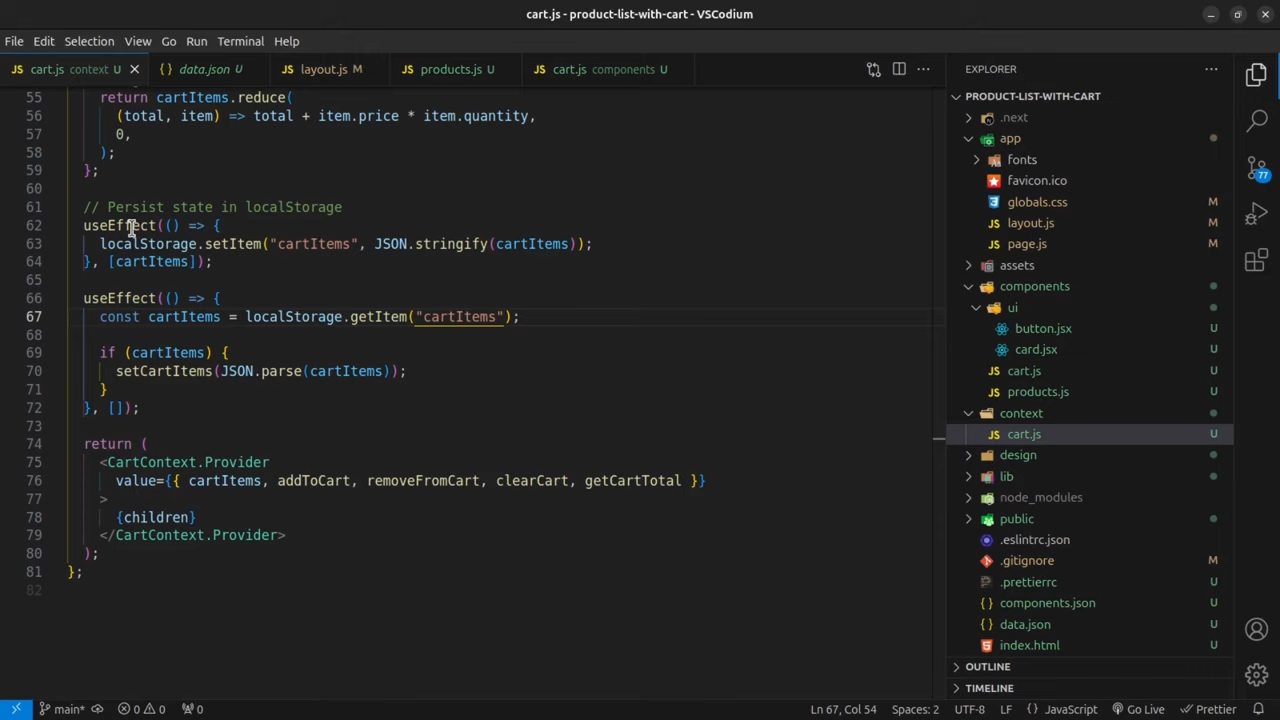 cart.js - product-list-with-cart - VSCodium
File Edit Selection View Go Run Terminal Help
JS cart.js context U
{ } data.json U
JS layout.js M
JS products.js U
JS cart.js components U
EXPLORER
55 return cartItems.reduce(
56 (total, item) => total + item.price * item.quantity,
57 0,
58 );
59 };
60
61 // Persist state in localStorage
62 useEffect(() => {
63 localStorage.setItem("cartItems", JSON.stringify(cartItems));
64 }, [cartItems]);
65
66 useEffect(() => {
67 const cartItems = localStorage.getItem("cartItems");
68
69 if (cartItems) {
70 setCartItems(JSON.parse(cartItems));
71 }
72 }, []);
73
74 return (
75 <CartContext.Provider
76 value={{ cartItems, addToCart, removeFromCart, clearCart, getCartTotal }}
77 >
78 {children}
79 </CartContext.Provider>
80 );
81 };
82
PRODUCT-LIST-WITH-CART
.next
app
fonts
favicon.ico
globals.css M
layout.js M
page.js M
assets
components
ui
button.jsx U
card.jsx U
JS cart.js U
JS products.js U
context
JS cart.js U
design
lib
node_modules
public
.eslintrc.json
.gitignore M
.prettierrc U
{ } components.json U
{ } data.json U
index.html U
OUTLINE
TIMELINE
77
main* 0 0 0 Ln 67, Col 54 Spaces: 2 UTF-8 LF { } JavaScript Go Live Prettier